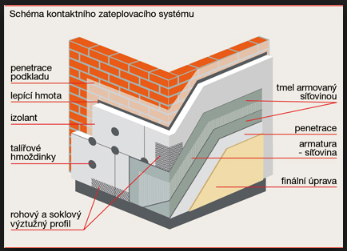 Schéma kontaktního zateplovacího systému
penetrace
podkladu
lepící hmota
izolant
talířové
hmoždinky
rohový a soklový
výztužný profil
tmel armovaný
síťovinou
penetrace
armatura
- síťovina
finální úprava